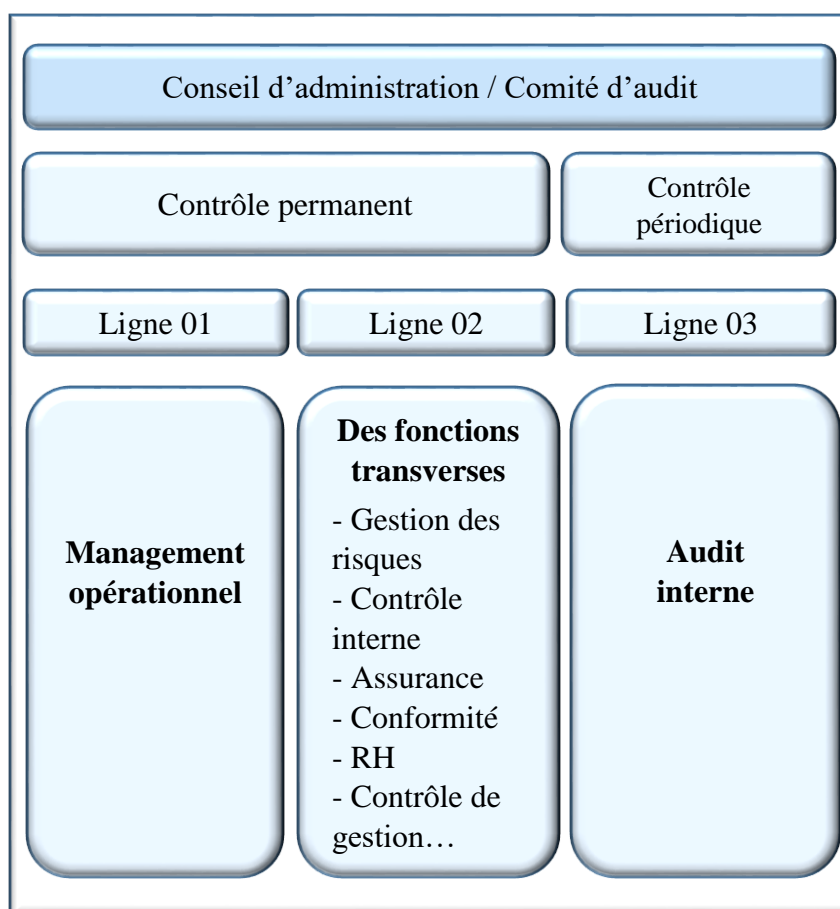 Conseil d’administration / Comité d’audit
Contrôle permanent
Contrôle
périodique
Ligne 01
Ligne 02
Ligne 03
Management
opérationnel
Des fonctions
transverses
- Gestion des
risques
- Contrôle
interne
- Assurance
- Conformité
- RH
- Contrôle de
gestion…
Audit
interne